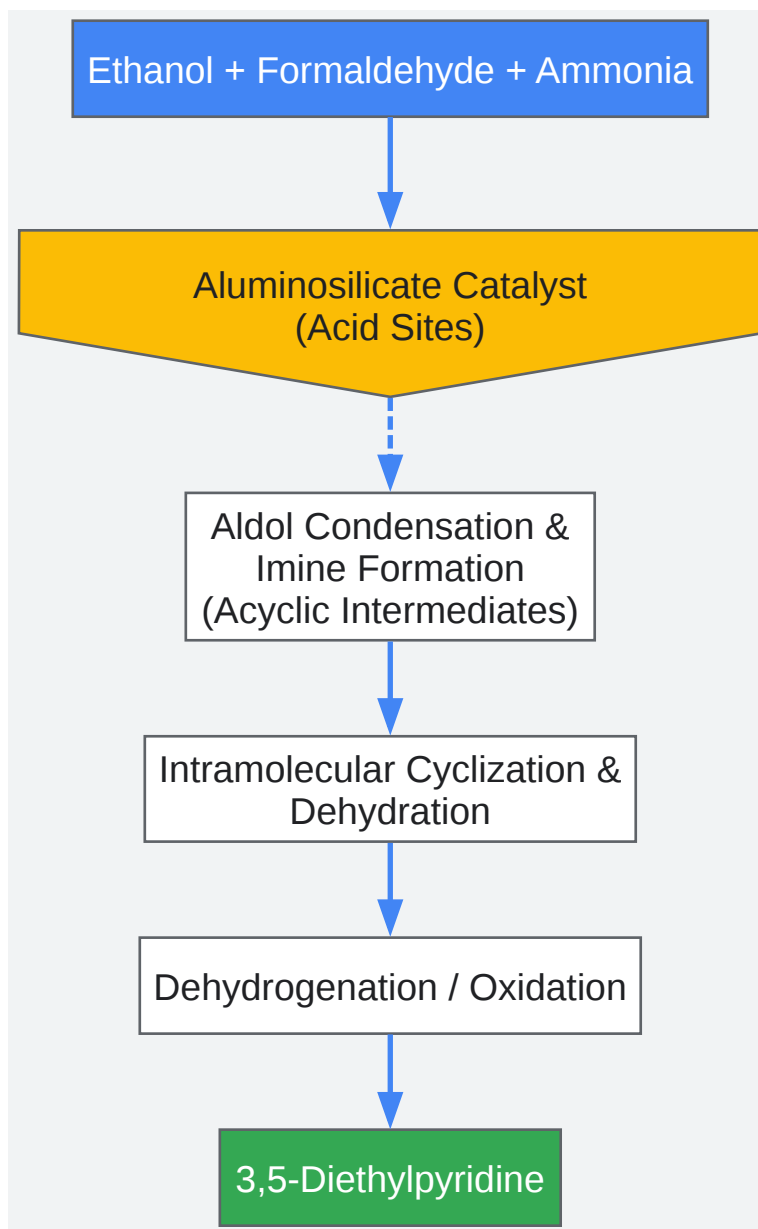 Ethanol + Formaldehyde + Ammonia
Aluminosilicate Catalyst
(Acid Sites)
Aldol Condensation &
Imine Formation
(Acyclic Intermediates)
Intramolecular Cyclization &
Dehydration
Dehydrogenation / Oxidation
3,5-Diethylpyridine